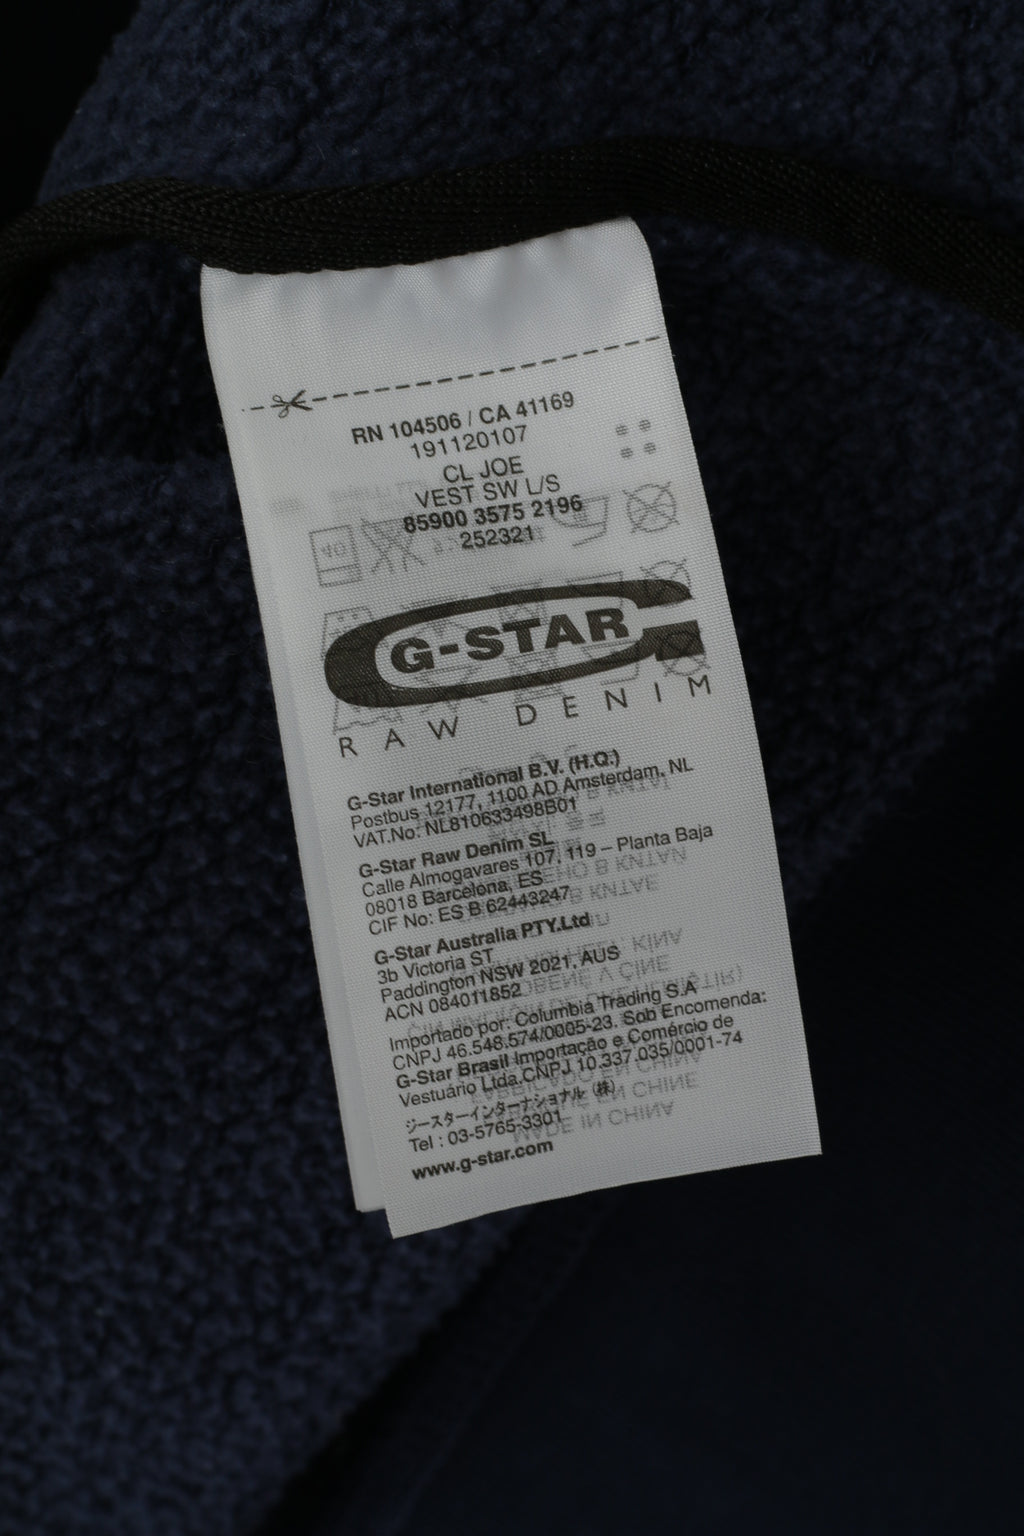 RN 104506 / CA 41169
191120107
CL JOE
VEST SW L/S
85900 3575 2196
252321
G-STAR
RAW DENIM
G-Star International B.V. (H.Q.)
Postbus 12177, 1100 AD Amsterdam, NL
VAT.No: NL810633498B01
G-Star Raw Denim SL
Calle Almogavares 107, 119 – Planta Baja
08018 Barcelona, ES
CIF No: ES B 62443247
G-Star Australia PTY.Ltd
3b Victoria ST
Paddington NSW 2021, AUS
ACN 084011852
Importado por: Columbia Trading S.A
CNPJ 46.548.574/0005-23. Sob Encomenda:
G-Star Brasil Importação e Comércio de
Vestuário Ltda.CNPJ 10.337.035/0001-74
ジースターインターナショナル (株)
Tel : 03-5765-3301
www.g-star.com